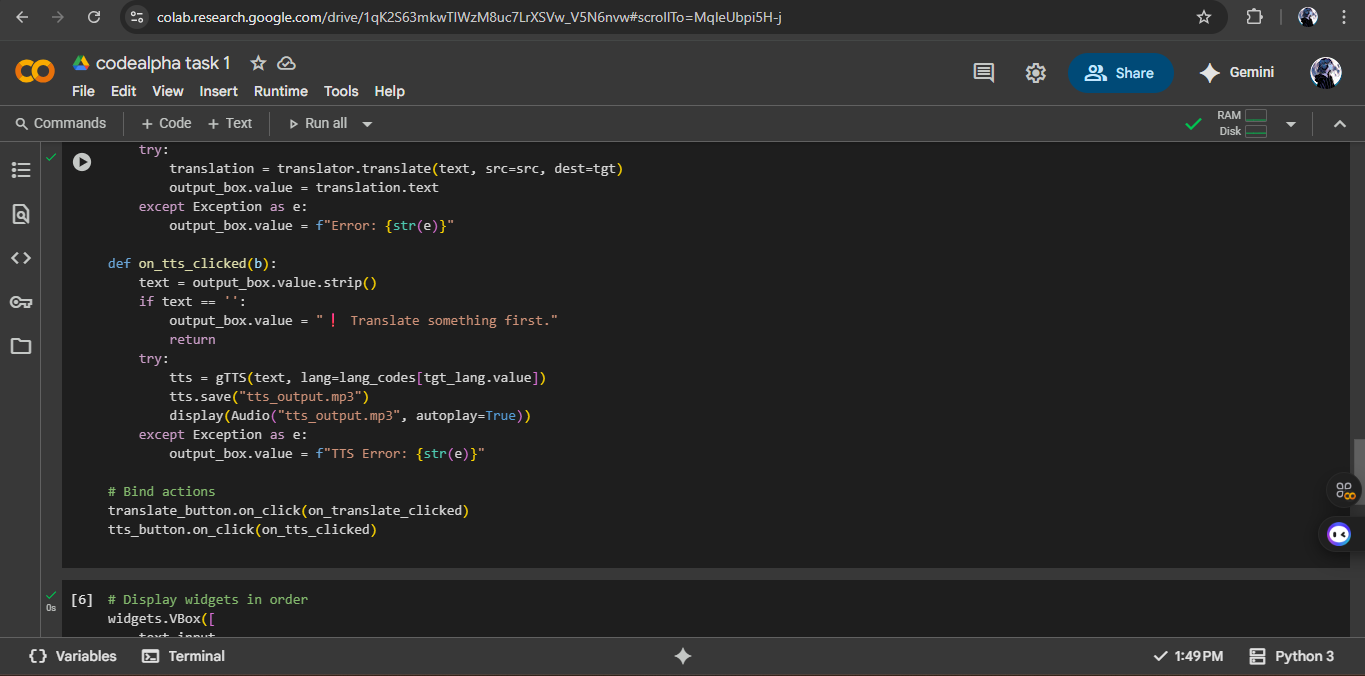 colab.research.google.com/drive/1qK2S63mkwTlWzM8uc7LrXSVw_V5N6nvw#scrollTo=MqIeUbpi5H-j
codealpha task 1
File Edit View Insert Runtime Tools Help
Share
Gemini
Commands + Code + Text Run all
RAM
Disk
    try:
        translation = translator.translate(text, src=src, dest=tgt)
        output_box.value = translation.text
    except Exception as e:
        output_box.value = f"Error: {str(e)}"
def on_tts_clicked(b):
    text = output_box.value.strip()
    if text == '':
        output_box.value = "❗ Translate something first."
        return
    try:
        tts = gTTS(text, lang=lang_codes[tgt_lang.value])
        tts.save("tts_output.mp3")
        display(Audio("tts_output.mp3", autoplay=True))
    except Exception as e:
        output_box.value = f"TTS Error: {str(e)}"
# Bind actions
translate_button.on_click(on_translate_clicked)
tts_button.on_click(on_tts_clicked)
[6] # Display widgets in order
0s
widgets.VBox([
    text_input
{} Variables Terminal 1:49 PM Python 3